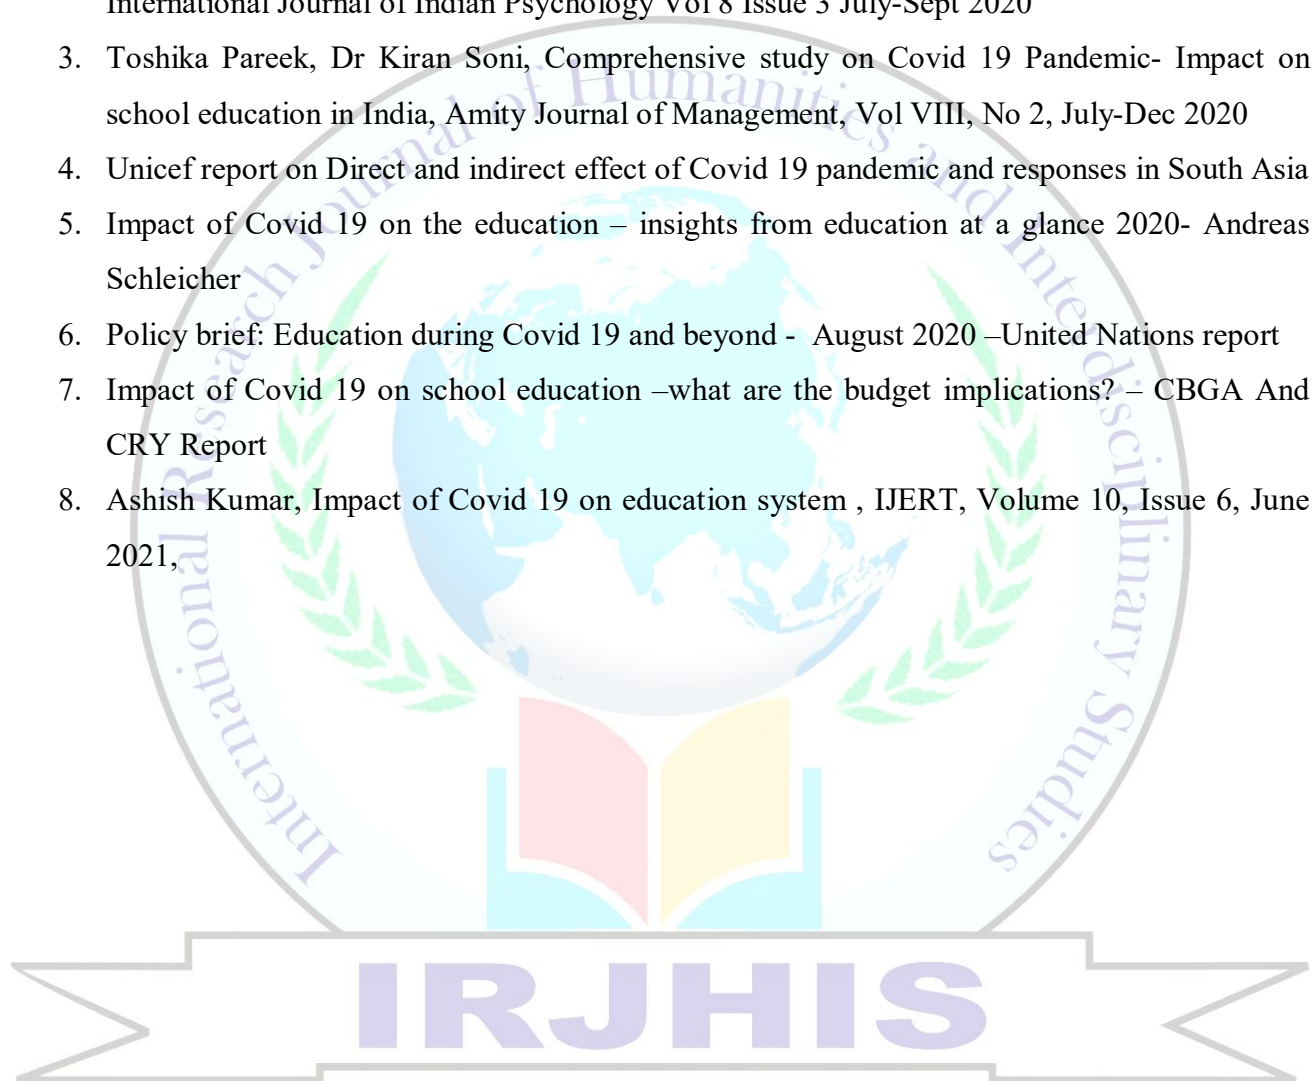 International Journal of Indian Psychology Vol 8 Issue 3 July-Sept 2020
3. Toshika Pareek, Dr Kiran Soni, Comprehensive study on Covid 19 Pandemic- Impact on
school education in India, Amity Journal of Management, Vol VIII, No 2, July-Dec 2020
4. Unicef report on Direct and indirect effect of Covid 19 pandemic and responses in South Asia
5. Impact of Covid 19 on the education – insights from education at a glance 2020- Andreas
Schleicher
6. Policy brief: Education during Covid 19 and beyond - August 2020 –United Nations report
7. Impact of Covid 19 on school education –what are the budget implications? – CBGA And
CRY Report
8. Ashish Kumar, Impact of Covid 19 on education system , IJERT, Volume 10, Issue 6, June
2021,
International Research Journal of Humanities and Interdisciplinary Studies
IRJHIS